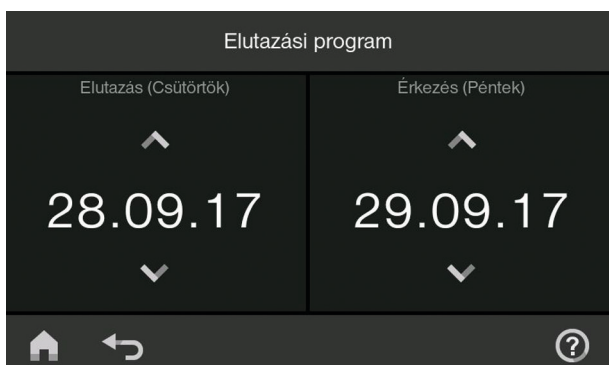 Elutazási program
Elutazás (Csütörtök)
Érkezés (Péntek)
28.09.17
29.09.17
?